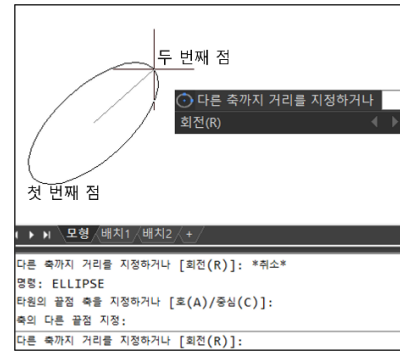 두 번째 점
다른 축까지 거리를 지정하거나
회전(R)
첫 번째 점
모형 배치1 배치2 +
다른 축까지 거리를 지정하거나 [회전(R)]: *취소*
명령: ELLIPSE
타원의 끝점 축을 지정하거나 [호(A)/중심(C)]:
축의 다른 끝점 지정:
다른 축까지 거리를 지정하거나 [회전(R)]: